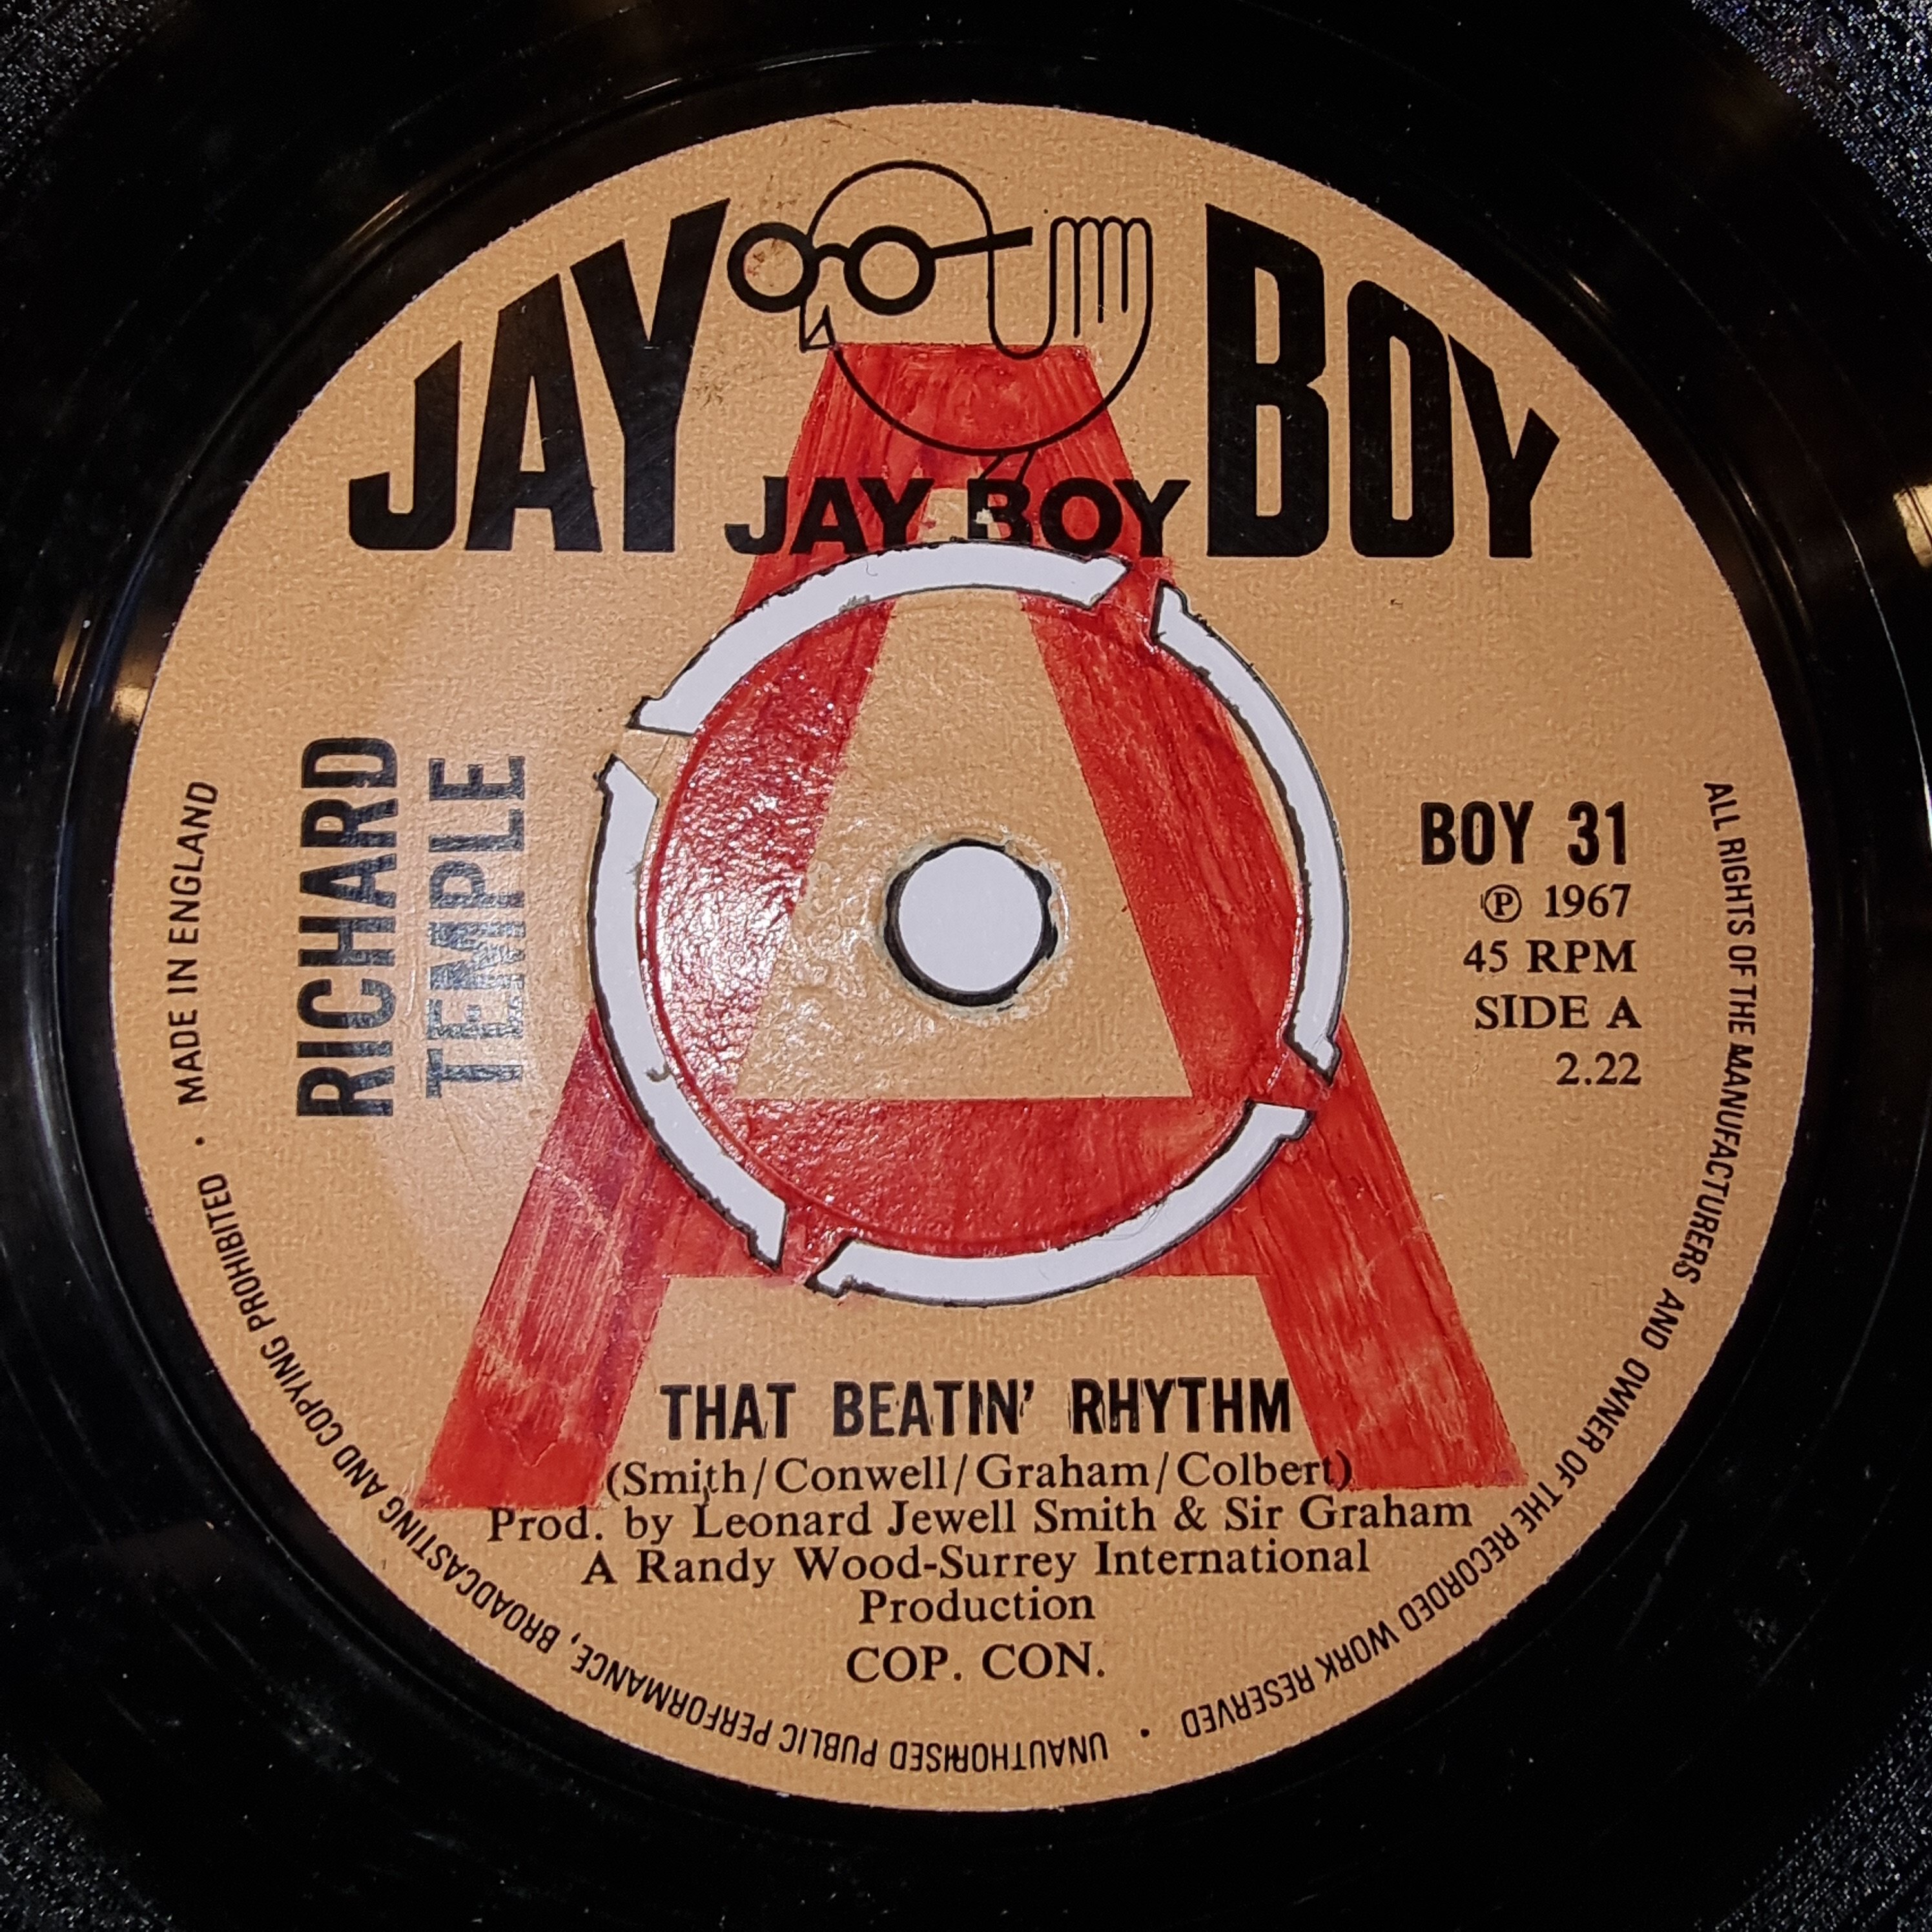 JAY BOY
JAY BOY
RICHARD
TEMPLE
BOY 31
℗ 1967
45 RPM
SIDE A
2.22
A
THAT BEATIN' RHYTHM
(Smith/Conwell/Graham/Colbert)
Prod. by Leonard Jewell Smith & Sir Graham
A Randy Wood-Surrey International
Production
COP. CON.
ALL RIGHTS OF THE MANUFACTURERS AND OWNER OF THE RECORDED WORK RESERVED · UNAUTHORISED PUBLIC PERFORMANCE, BROADCASTING AND COPYING PROHIBITED · MADE IN ENGLAND